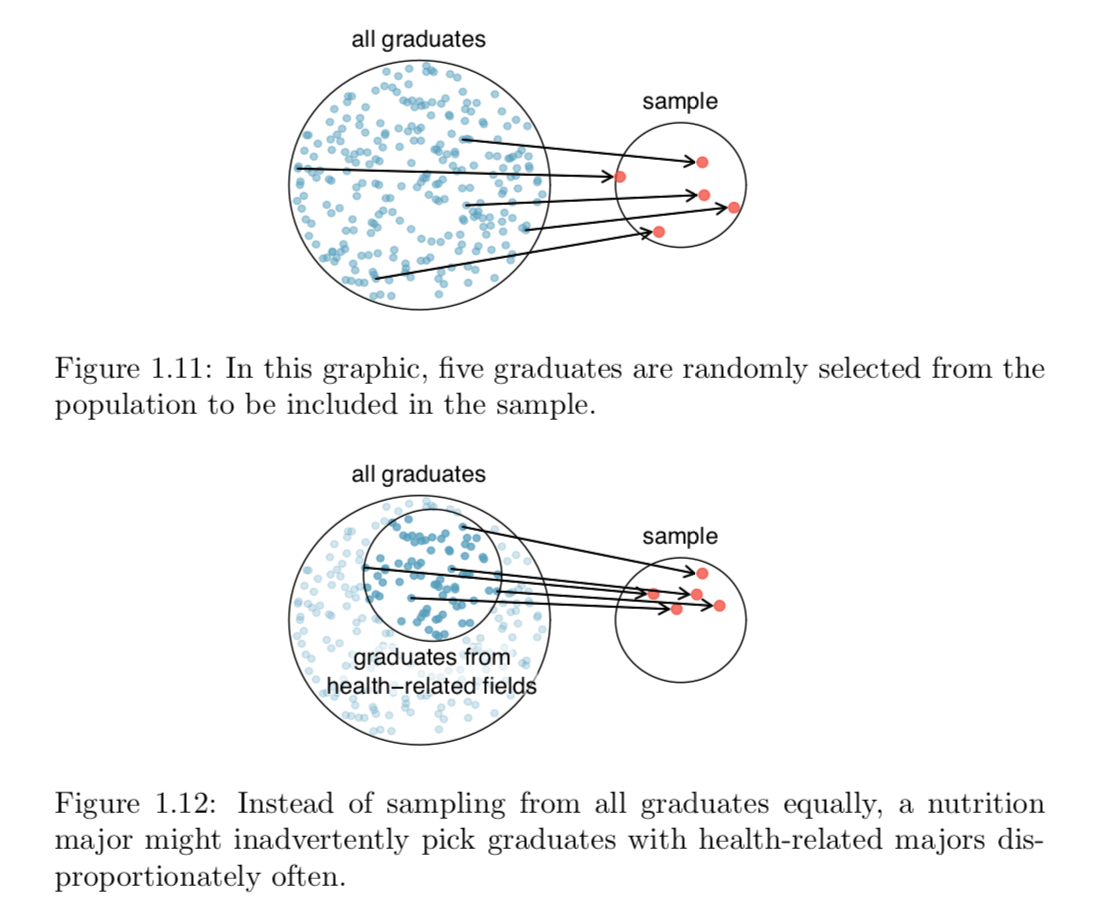 all graduates
sample
Figure 1.11: In this graphic, five graduates are randomly selected from the
population to be included in the sample.
all graduates
sample
graduates from
health–related fields
Figure 1.12: Instead of sampling from all graduates equally, a nutrition
major might inadvertently pick graduates with health-related majors dis-
proportionately often.